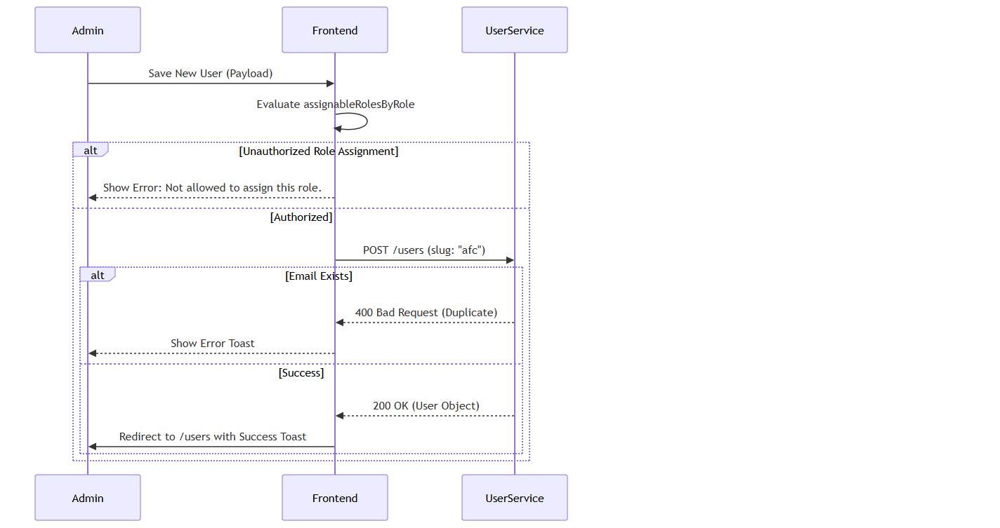 Admin
Frontend
UserService
Save New User (Payload)
Evaluate assignableRolesByRole
alt
[Unauthorized Role Assignment]
Show Error: Not allowed to assign this role.
[Authorized]
POST /users (slug: "afc")
alt
[Email Exists]
400 Bad Request (Duplicate)
Show Error Toast
[Success]
200 OK (User Object)
Redirect to /users with Success Toast
Admin
Frontend
UserService